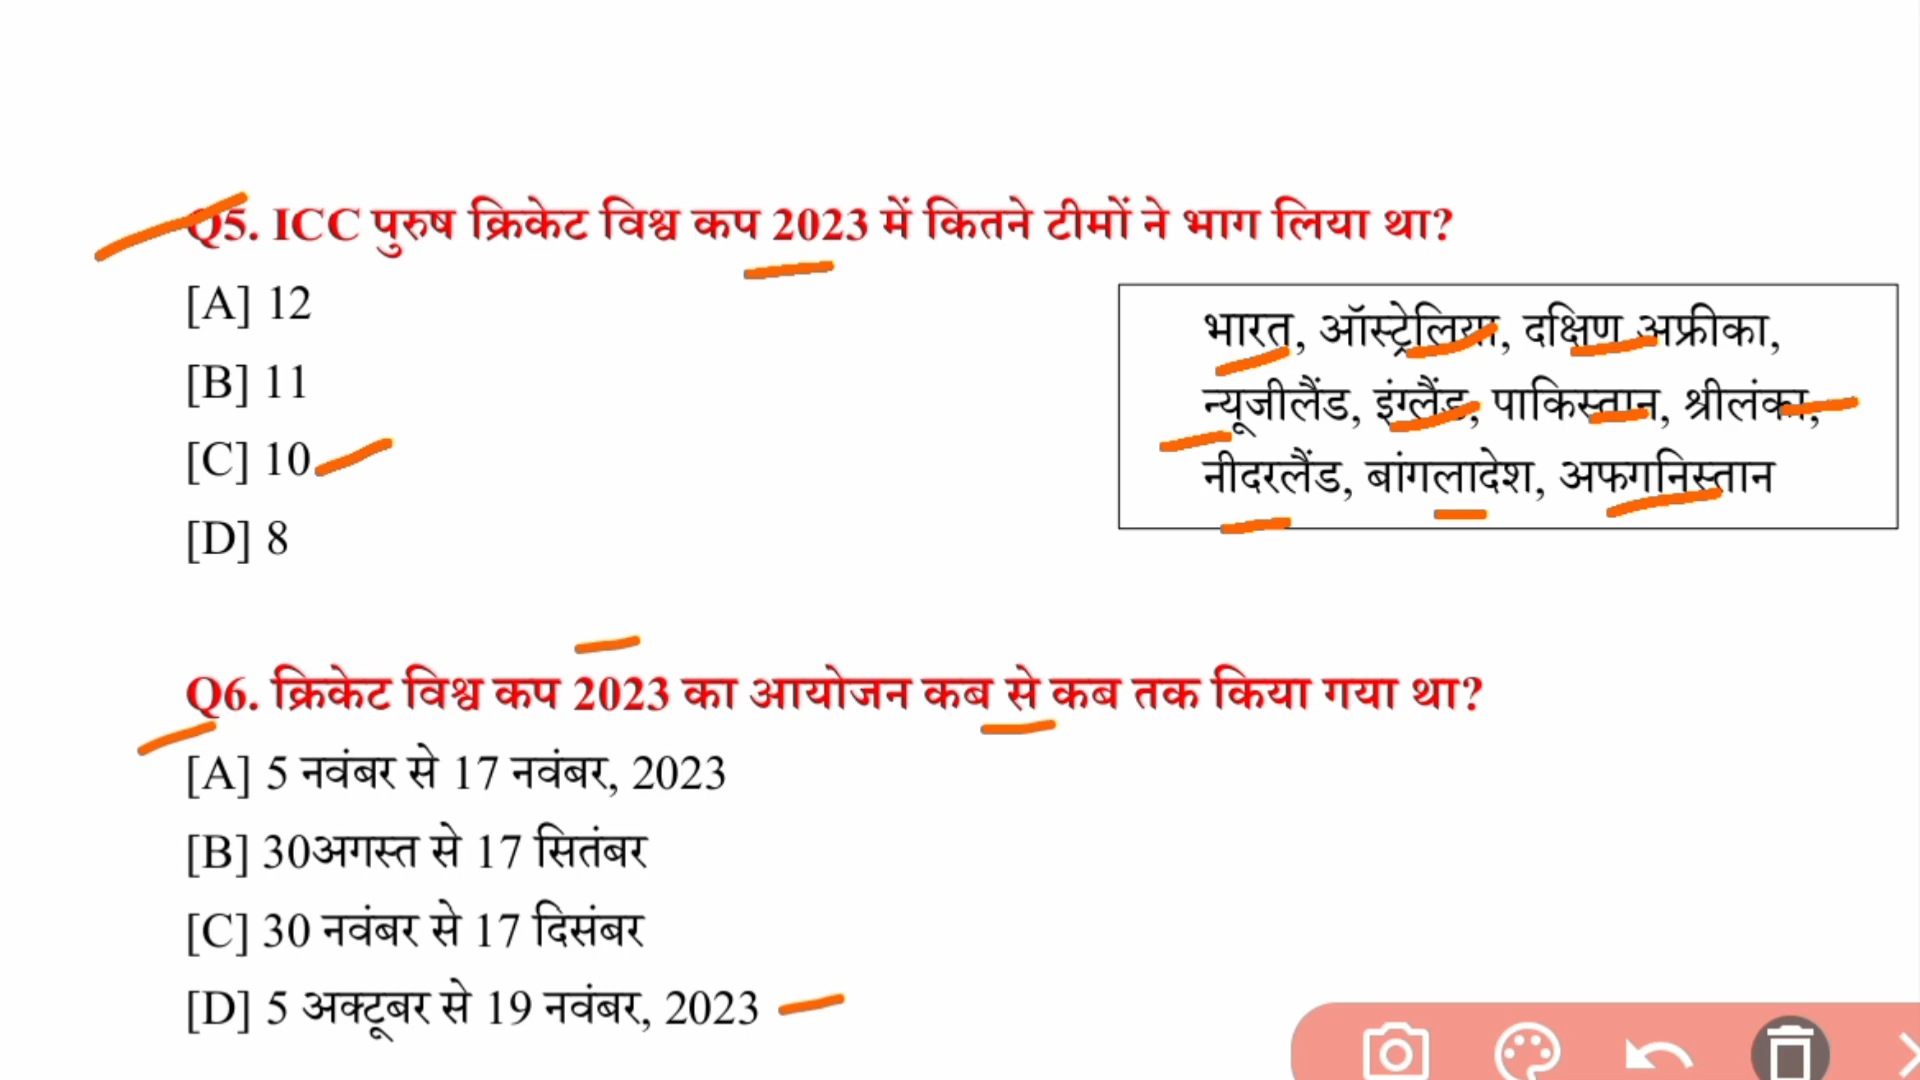 Q5. ICC पुरुष क्रिकेट विश्व कप 2023 में कितने टीमों ने भाग लिया था?
[A] 12
[B] 11
[C] 10
[D] 8
भारत, ऑस्ट्रेलिया, दक्षिण अफ्रीका,
न्यूजीलैंड, इंग्लैंड, पाकिस्तान, श्रीलंका,
नीदरलैंड, बांगलादेश, अफगनिस्तान
Q6. क्रिकेट विश्व कप 2023 का आयोजन कब से कब तक किया गया था?
[A] 5 नवंबर से 17 नवंबर, 2023
[B] 30अगस्त से 17 सितंबर
[C] 30 नवंबर से 17 दिसंबर
[D] 5 अक्टूबर से 19 नवंबर, 2023